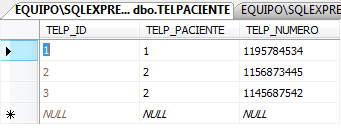 EQUIPO\SQLEXPRE... dbo.TELPACIENTE EQUIPO\SQLEXPRES
TELP_ID TELP_PACIENTE TELP_NUMERO
1 1 1195784534
2 2 1156873445
3 2 1145687542
NULL NULL NULL